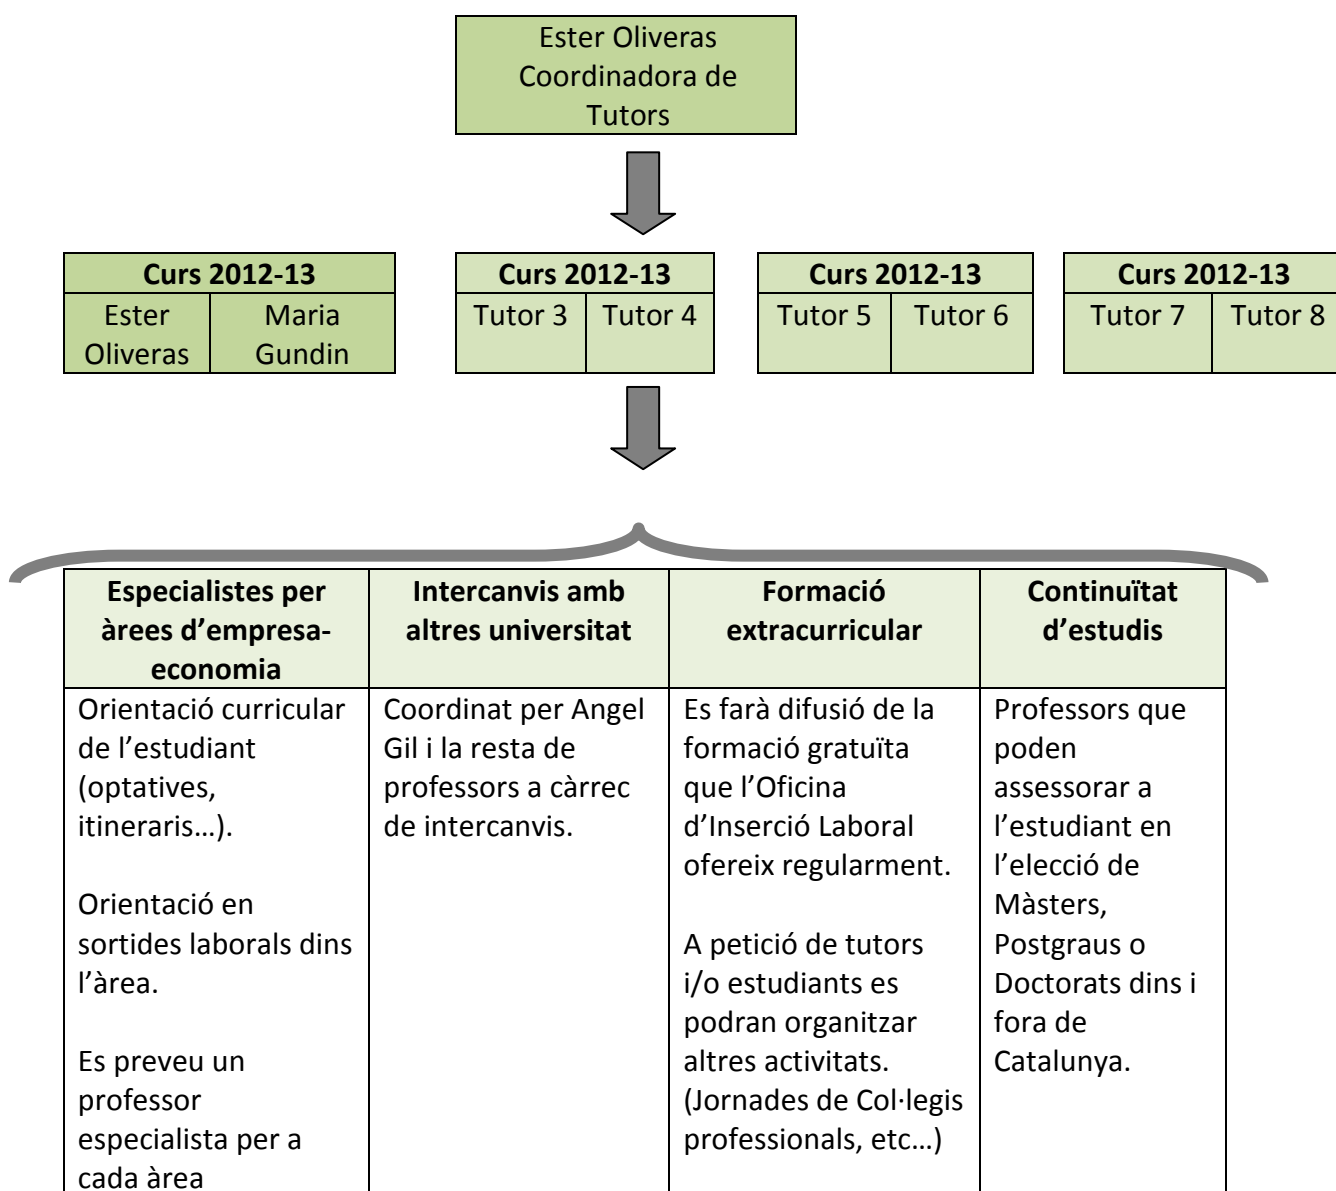 Ester Oliveras
Coordinadora de
Tutors
Curs 2012-13
Ester
Oliveras
Maria
Gundin
Curs 2012-13
Tutor 3
Tutor 4
Curs 2012-13
Tutor 5
Tutor 6
Curs 2012-13
Tutor 7
Tutor 8
Especialistes per
àrees d’empresa-
economia
Orientació curricular
de l’estudiant
(optatives,
itineraris…).
Orientació en
sortides laborals dins
l’àrea.
Es preveu un
professor
especialista per a
cada àrea
Intercanvis amb
altres universitat
Coordinat per Angel
Gil i la resta de
professors a càrrec
de intercanvis.
Formació
extracurricular
Es farà difusió de la
formació gratuïta
que l’Oficina
d’Inserció Laboral
ofereix regularment.
A petició de tutors
i/o estudiants es
podran organitzar
altres activitats.
(Jornades de Col·legis
professionals, etc…)
Continuïtat
d’estudis
Professors que
poden
assessorar a
l’estudiant en
l’elecció de
Màsters,
Postgraus o
Doctorats dins i
fora de
Catalunya.